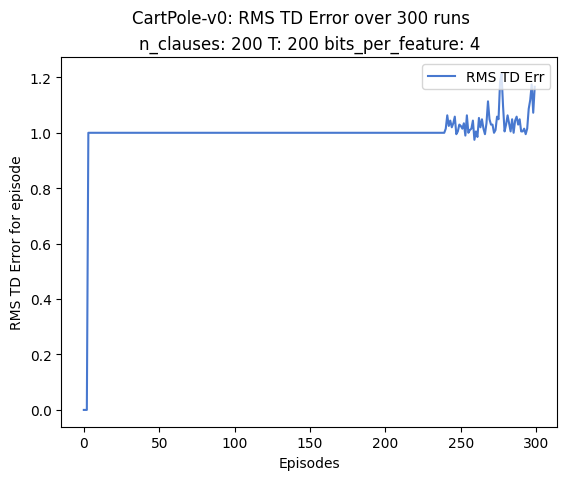 CartPole-v0: RMS TD Error over 300 runs
n_clauses: 200 T: 200 bits_per_feature: 4
RMS TD Err
1.2
1.0
0.8
0.6
0.4
0.2
0.0
RMS TD Error for episode
0 50 100 150 200 250 300
Episodes